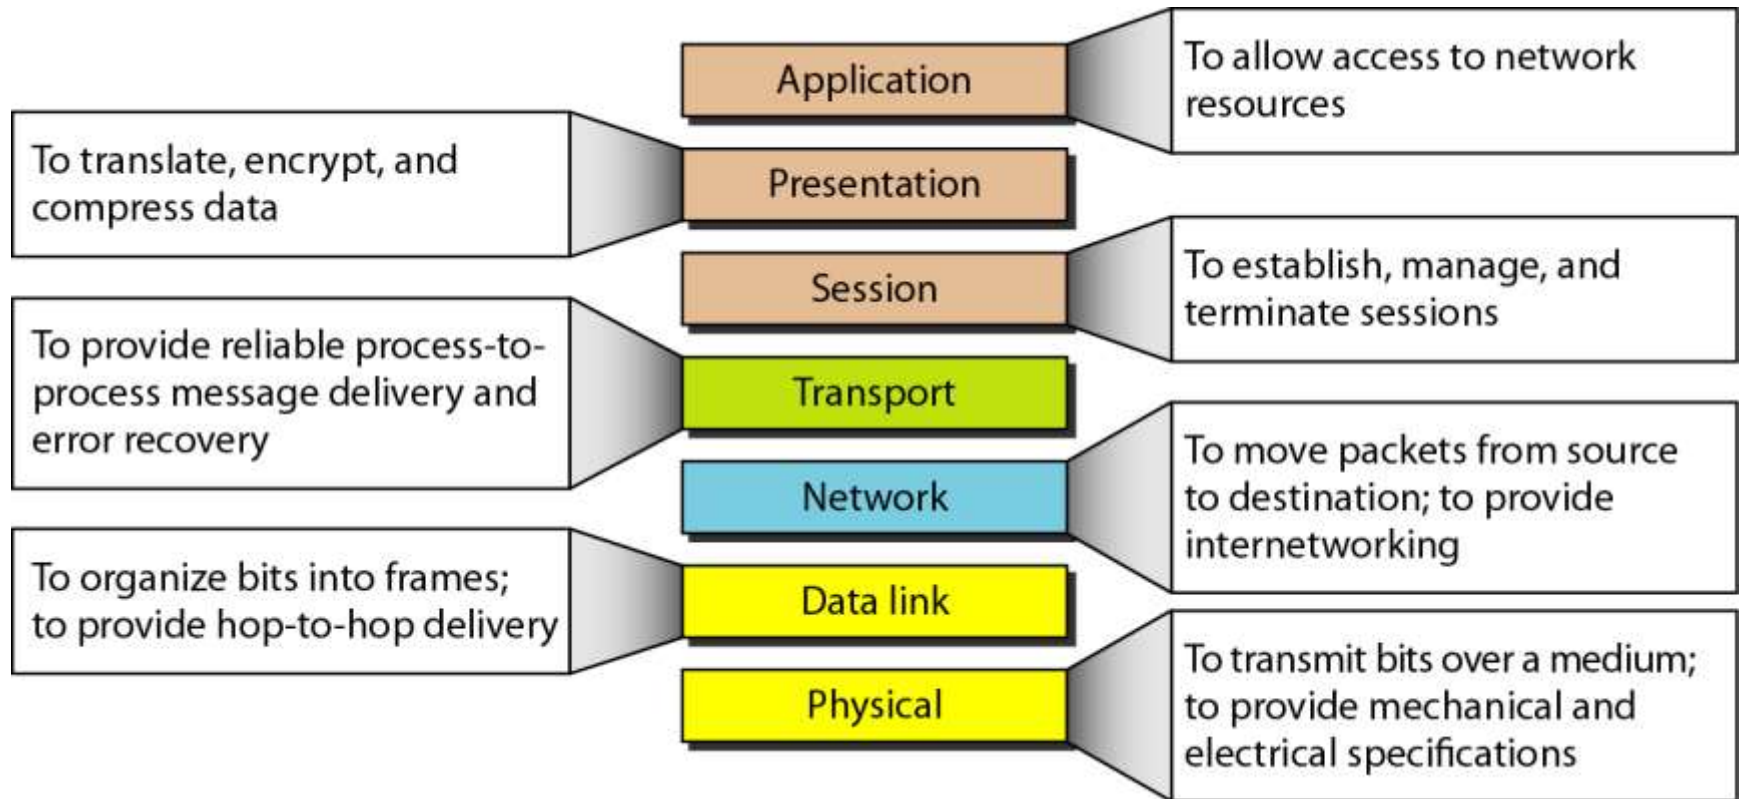 Application
To allow access to network
resources
To translate, encrypt, and
compress data
Presentation
Session
To establish, manage, and
terminate sessions
To provide reliable process-to-
process message delivery and
error recovery
Transport
Network
To move packets from source
to destination; to provide
internetworking
To organize bits into frames;
to provide hop-to-hop delivery
Data link
Physical
To transmit bits over a medium;
to provide mechanical and
electrical specifications